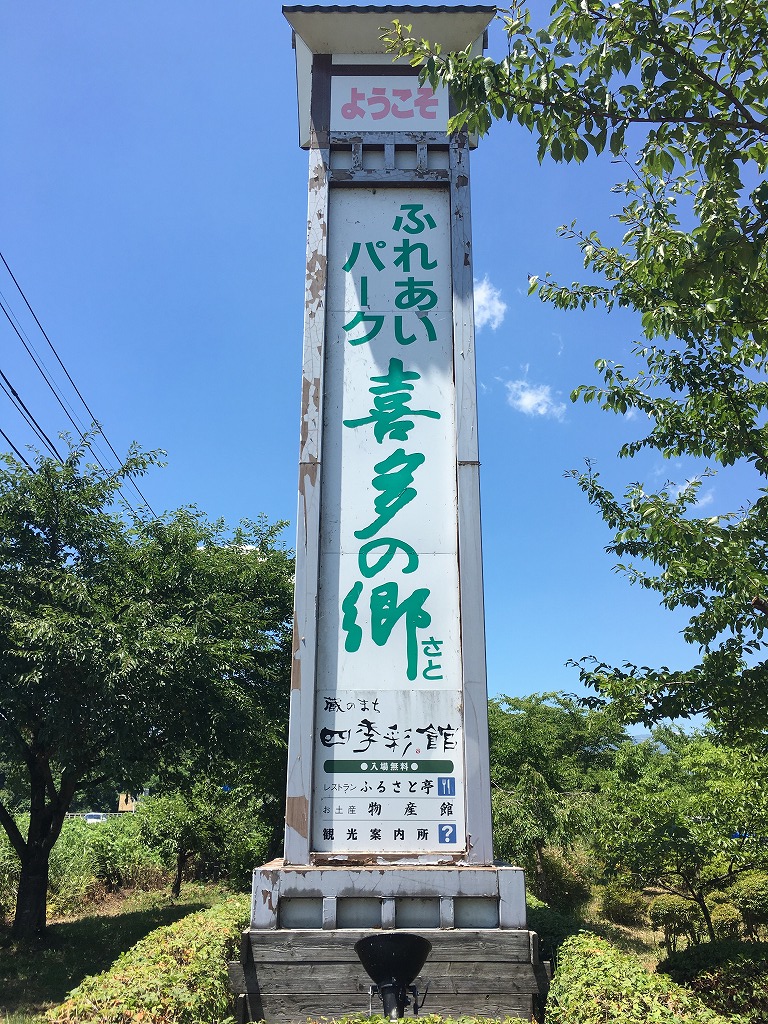 ようこそ
ふれあい
パーク
喜多の郷
さと
蔵のまち
四季彩館
●入場無料●
レストラン ふるさと亭
お土産 物産館
観光案内所 ?